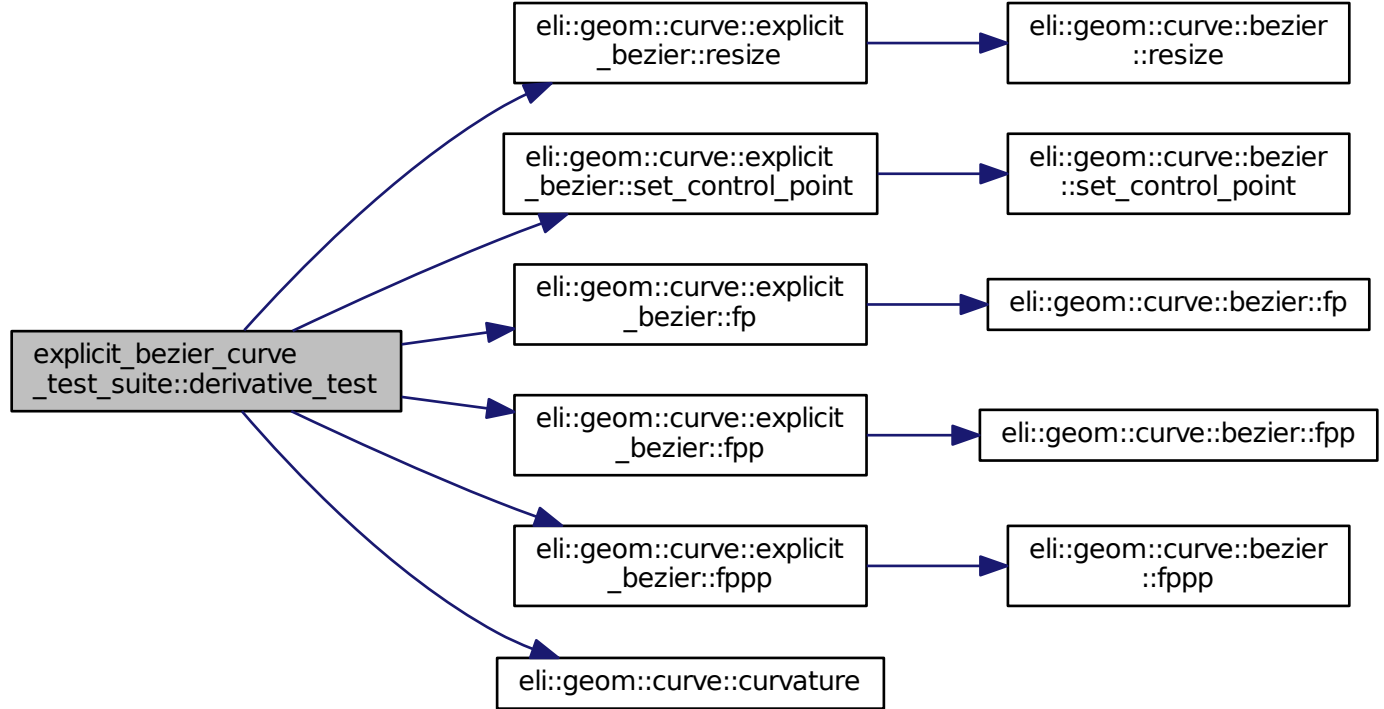 eli::geom::curve::explicit
_bezier::resize
eli::geom::curve::bezier
::resize
eli::geom::curve::explicit
_bezier::set_control_point
eli::geom::curve::bezier
::set_control_point
eli::geom::curve::explicit
_bezier::fp
eli::geom::curve::bezier::fp
explicit_bezier_curve
_test_suite::derivative_test
eli::geom::curve::explicit
_bezier::fpp
eli::geom::curve::bezier::fpp
eli::geom::curve::explicit
_bezier::fppp
eli::geom::curve::bezier
::fppp
eli::geom::curve::curvature